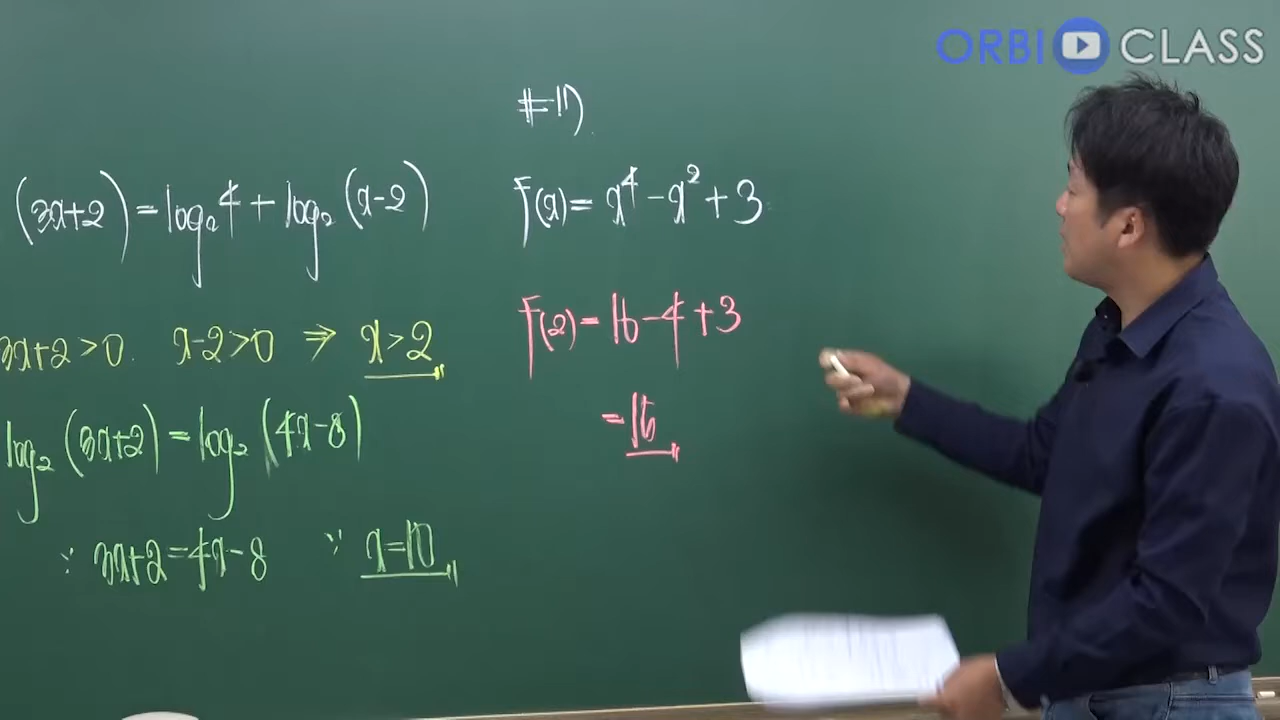 ORBI CLASS
(3x+2)=log₂4+log₂(x-2)
3x+2>0. x-2>0 ⇒ x>2
log₂(3x+2)=log₂(4x-8)
∵ 3x+2=4x-8 ∵ x=10
#17)
f(x)=x⁴-x²+3
f(2)=16-4+3
=15